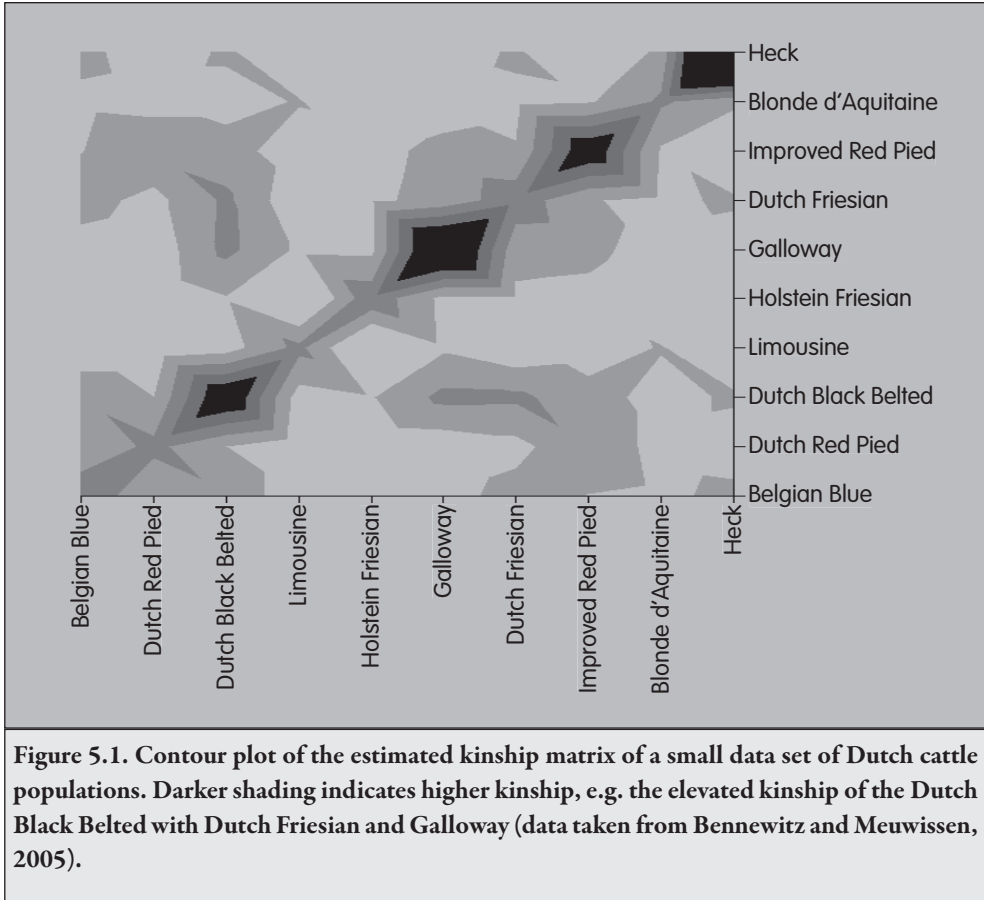 Heck
Blonde d'Aquitaine
Improved Red Pied
Dutch Friesian
Galloway
Holstein Friesian
Limousine
Dutch Black Belted
Dutch Red Pied
Belgian Blue
Belgian Blue
Dutch Red Pied
Dutch Black Belted
Limousine
Holstein Friesian
Galloway
Dutch Friesian
Improved Red Pied
Blonde d'Aquitaine
Heck
Figure 5.1. Contour plot of the estimated kinship matrix of a small data set of Dutch cattle
populations. Darker shading indicates higher kinship, e.g. the elevated kinship of the Dutch
Black Belted with Dutch Friesian and Galloway (data taken from Bennewitz and Meuwissen,
2005).